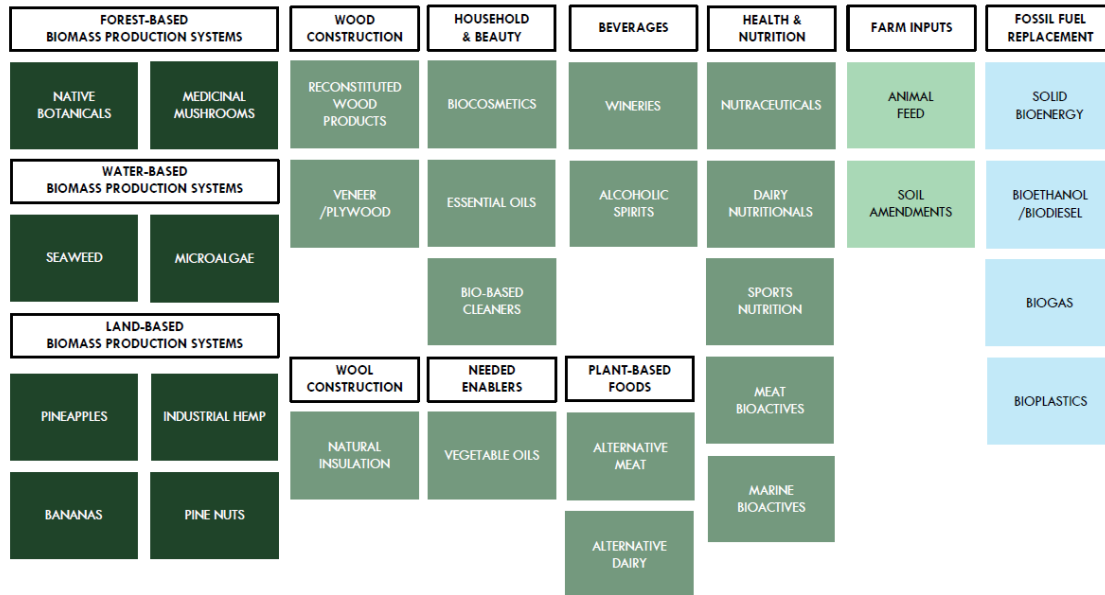 FOREST-BASED
BIOMASS PRODUCTION SYSTEMS
NATIVE
BOTANICALS
MEDICINAL
MUSHROOMS
WATER-BASED
BIOMASS PRODUCTION SYSTEMS
SEAWEED
MICROALGAE
LAND-BASED
BIOMASS PRODUCTION SYSTEMS
PINEAPPLES
INDUSTRIAL HEMP
BANANAS
PINE NUTS
WOOD
CONSTRUCTION
RECONSTITUTED
WOOD
PRODUCTS
VENEER
/PLYWOOD
WOOL
CONSTRUCTION
NATURAL
INSULATION
HOUSEHOLD
& BEAUTY
BIOCOSMETICS
ESSENTIAL OILS
BIO-BASED
CLEANERS
NEEDED
ENABLERS
VEGETABLE OILS
BEVERAGES
WINERIES
ALCOHOLIC
SPIRITS
PLANT-BASED
FOODS
ALTERNATIVE
MEAT
ALTERNATIVE
DAIRY
HEALTH &
NUTRITION
NUTRACEUTICALS
DAIRY
NUTRITIONALS
SPORTS
NUTRITION
MEAT
BIOACTIVES
MARINE
BIOACTIVES
FARM INPUTS
ANIMAL
FEED
SOIL
AMENDMENTS
FOSSIL FUEL
REPLACEMENT
SOLID
BIOENERGY
BIOETHANOL
/BIODIESEL
BIOGAS
BIOPLASTICS